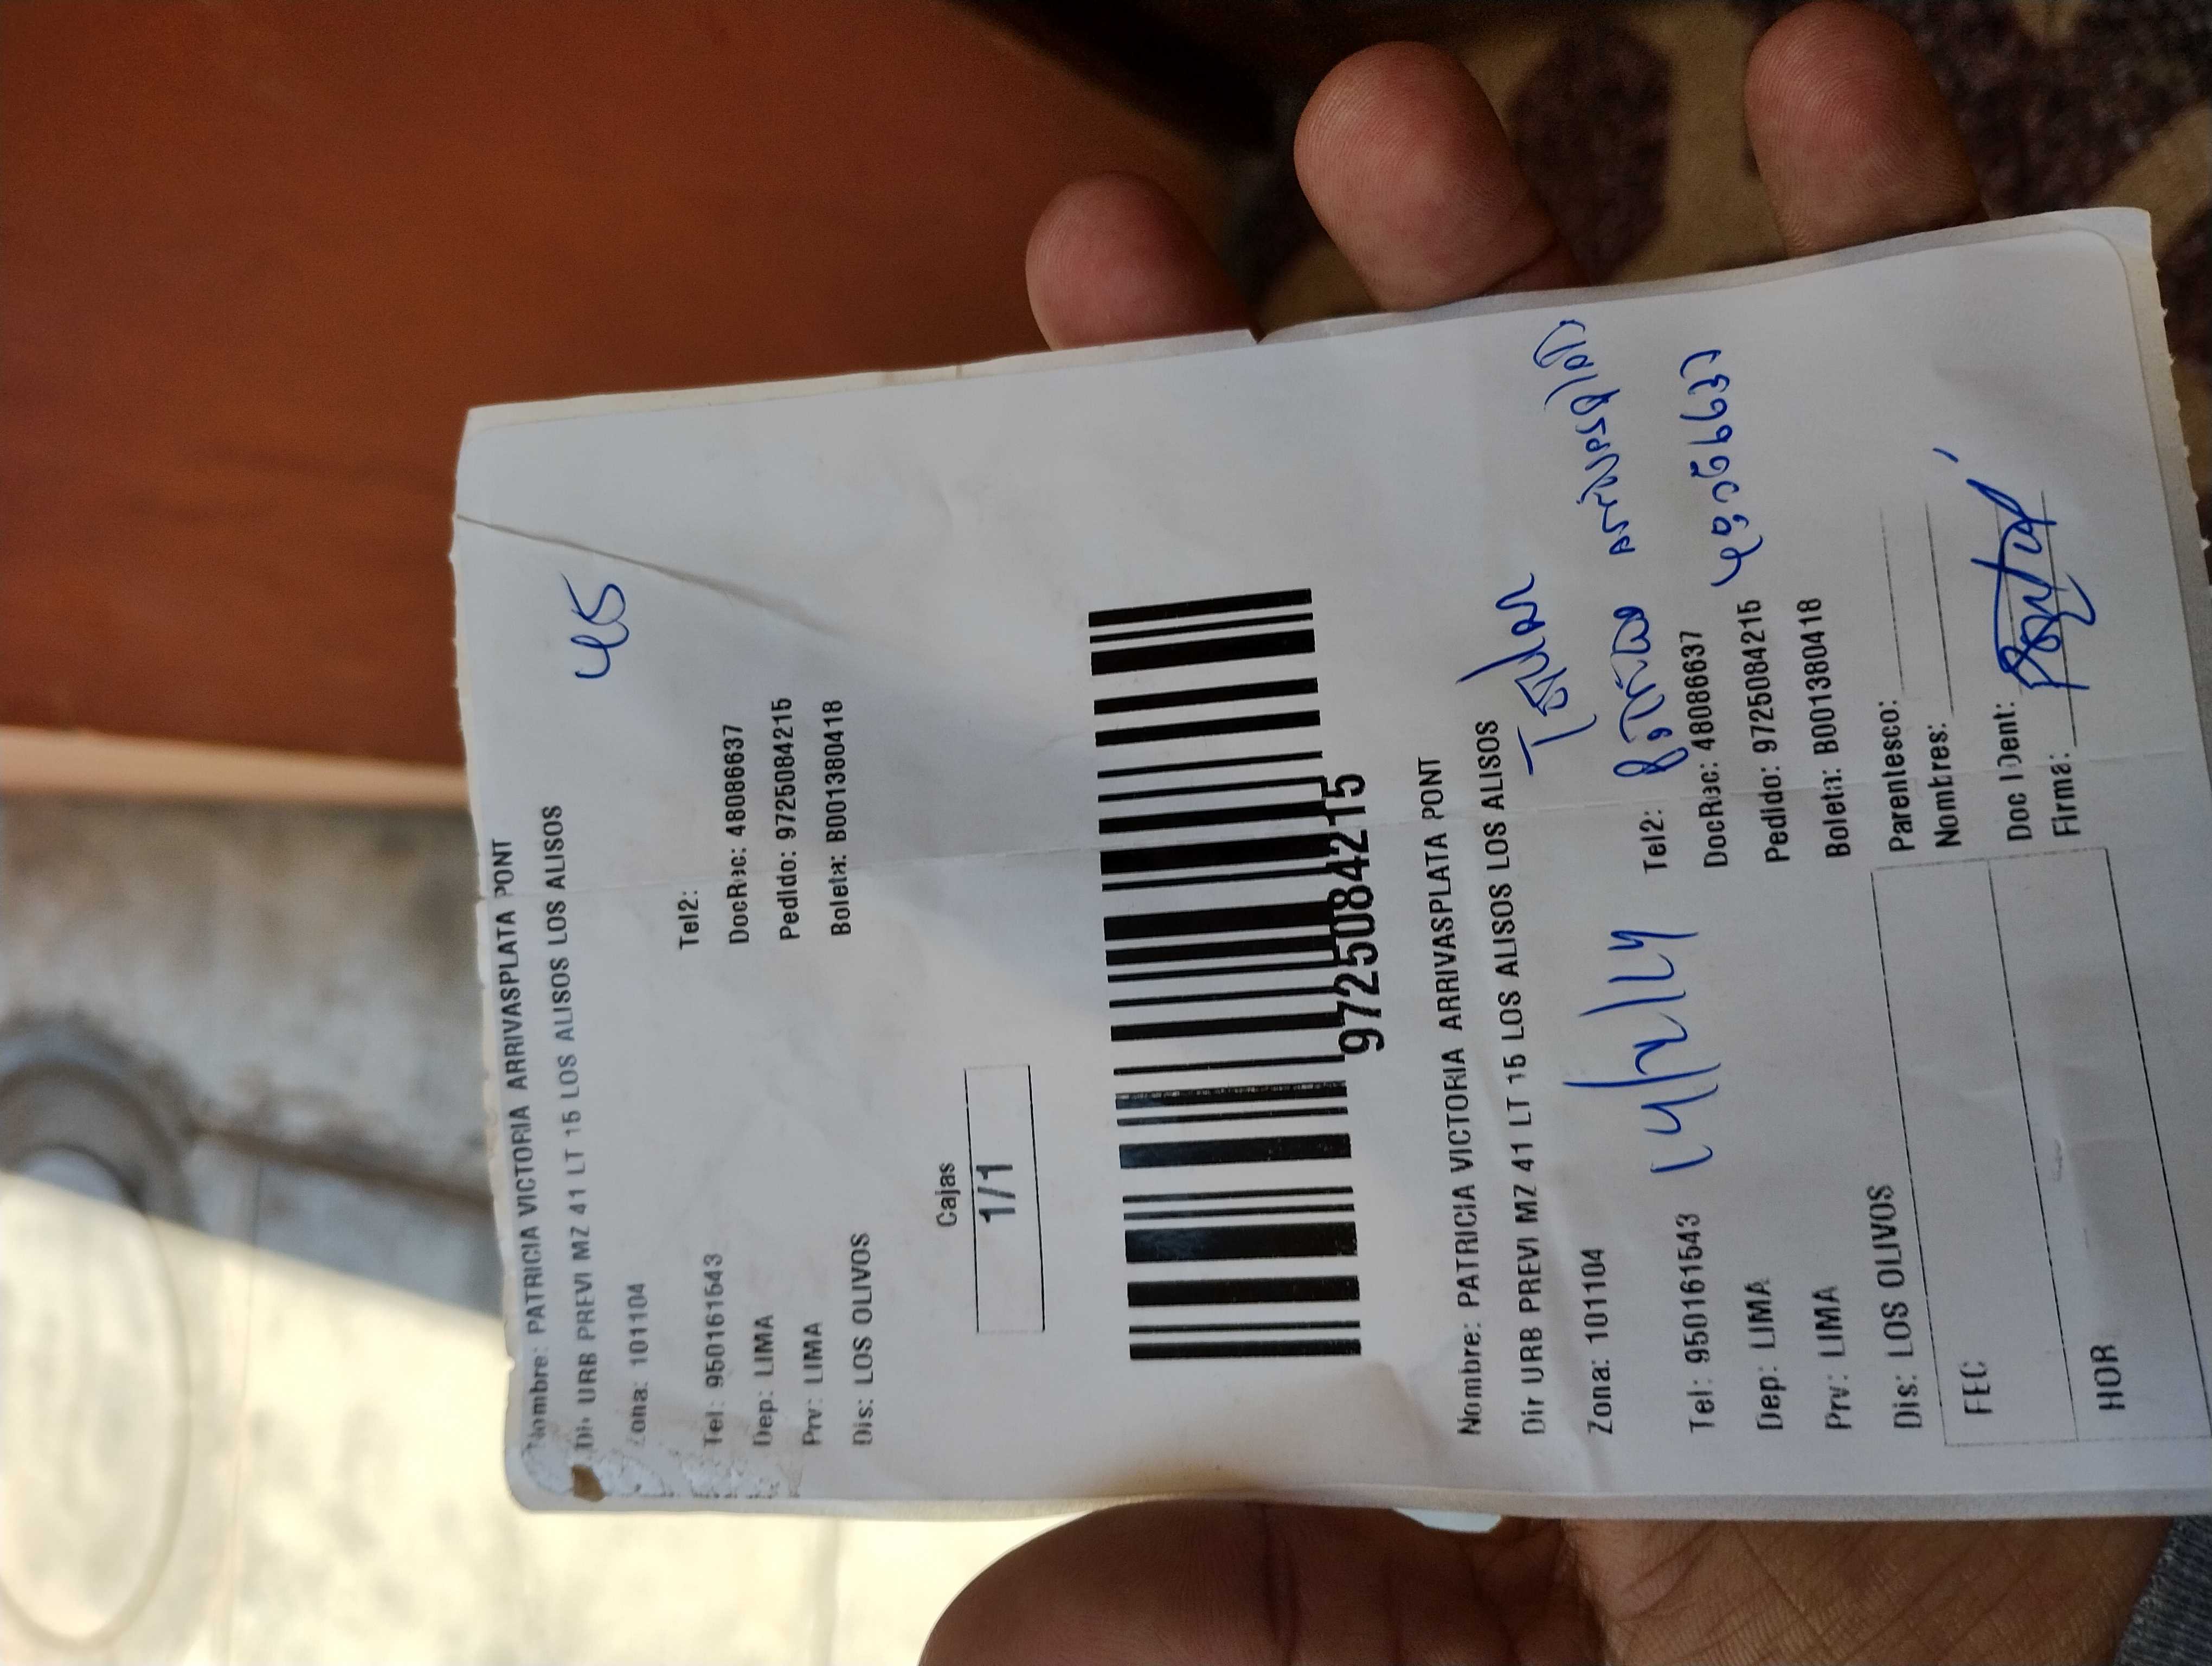 Nombre: PATRICIA VICTORIA ARRIVASPLATA PONT
Dir URB PREVI MZ 41 LT 15 LOS ALISOS LOS ALISOS
45
Zona: 101104
Tel: 950161543 Tel2:
Dep: LIMA DocRec: 48086637
Prv: LIMA Pedido: 9725084215
Dis: LOS OLIVOS Boleta: B001380418
Cajas
1/1
9725084215
Nombre: PATRICIA VICTORIA ARRIVASPLATA PONT
Dir URB PREVI MZ 41 LT 15 LOS ALISOS LOS ALISOS
Zona: 101104
Tel: 950161543 Tel2:
Dep: LIMA DocRec: 48086637
48086637
Prv: LIMA Pedido: 9725084215
Dis: LOS OLIVOS Boleta: B001380418
Parentesco:
FEC Nombres:
Doc IDent:
HOR Firma: